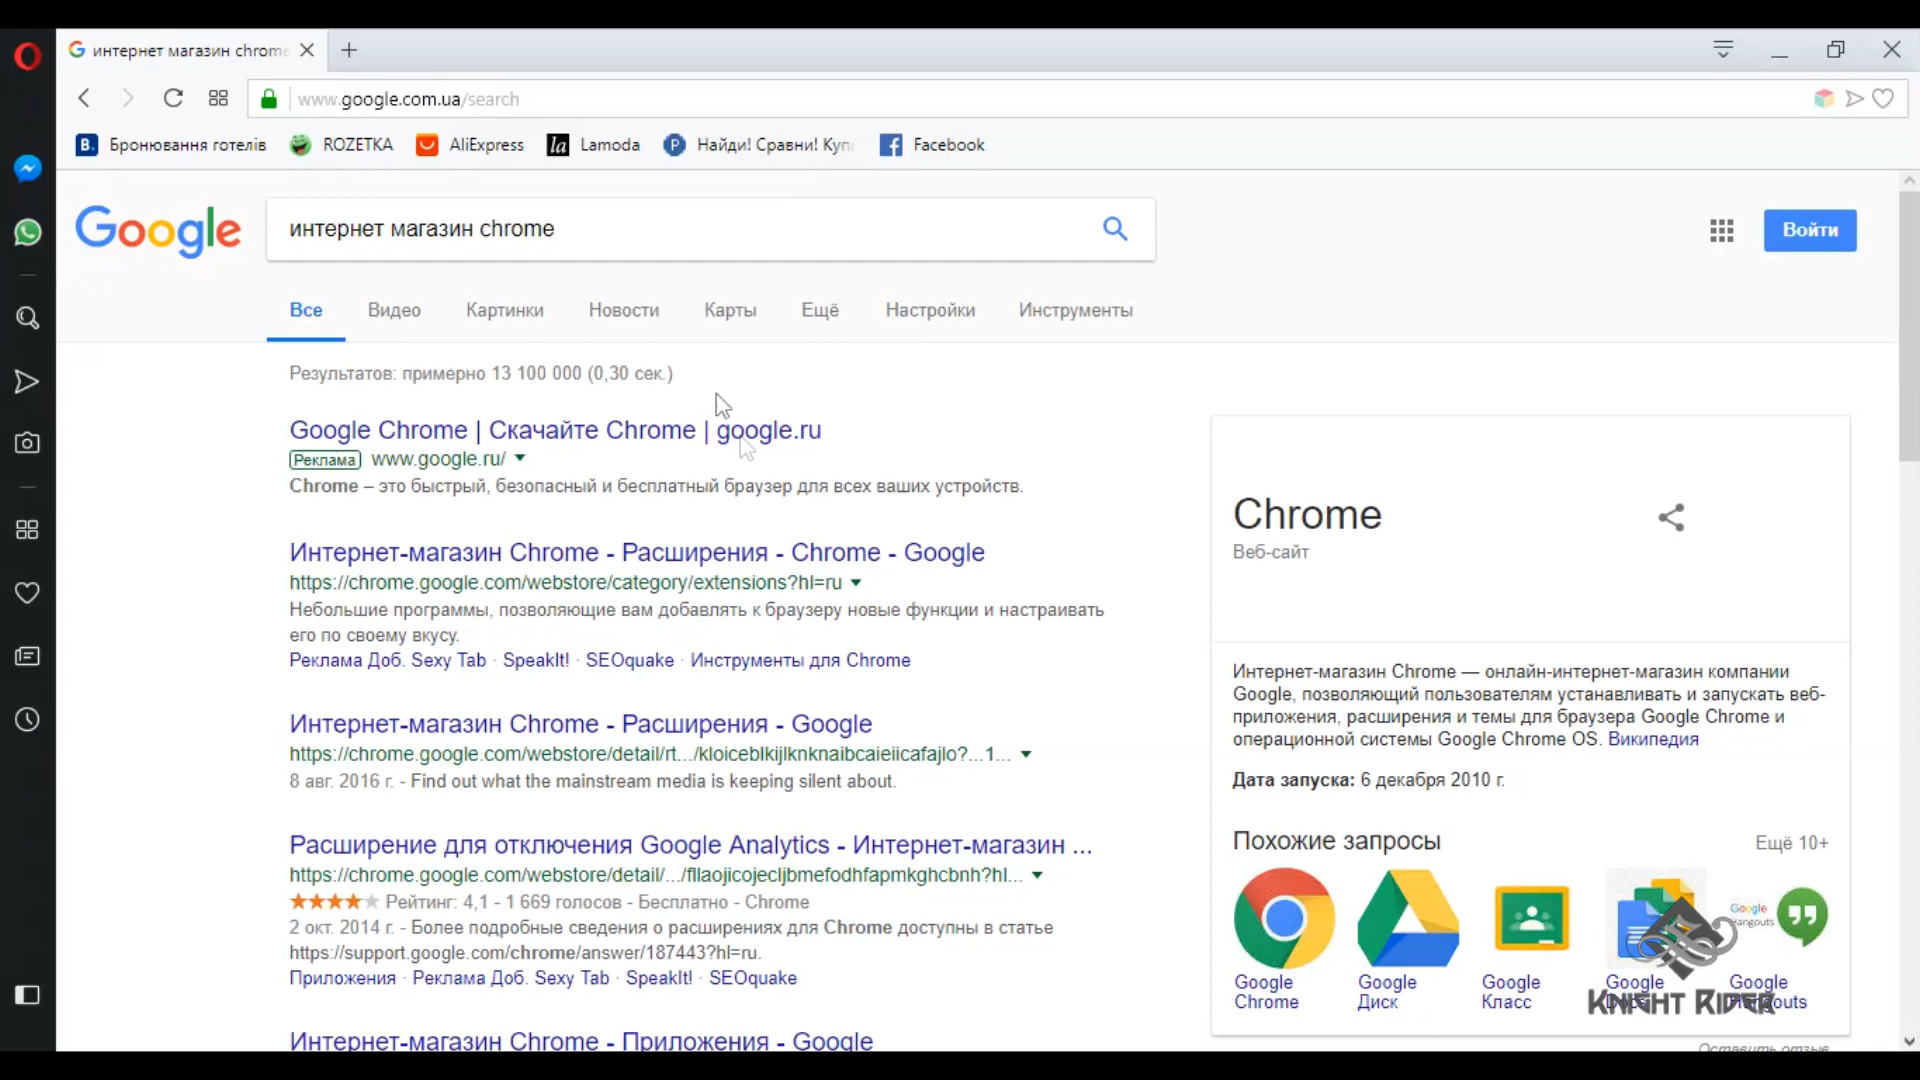 интернет магазин chrome
www.google.com.ua/search
B. Бронювання готелів ROZETKA AliExpress la Lamoda P Найди! Сравни! Куп Facebook
Google интернет магазин chrome Войти
Все Видео Картинки Новости Карты Ещё Настройки Инструменты
Результатов: примерно 13 100 000 (0,30 сек.)
Google Chrome | Скачайте Chrome | google.ru
Реклама www.google.ru/
Chrome – это быстрый, безопасный и бесплатный браузер для всех ваших устройств.
Интернет-магазин Chrome - Расширения - Chrome - Google
https://chrome.google.com/webstore/category/extensions?hl=ru
Небольшие программы, позволяющие вам добавлять к браузеру новые функции и настраивать
его по своему вкусу.
Реклама Доб. Sexy Tab · SpeakIt! · SEOquake · Инструменты для Chrome
Интернет-магазин Chrome - Расширения - Google
https://chrome.google.com/webstore/detail/rt.../kloiceblkijlknknaibcaieiicafajlo?...1...
8 авг. 2016 г. - Find out what the mainstream media is keeping silent about.
Расширение для отключения Google Analytics - Интернет-магазин ...
https://chrome.google.com/webstore/detail/.../fllaojicojecljbmefodhfapmkghcbnh?hl...
Рейтинг: 4,1 - 1 669 голосов - Бесплатно - Chrome
2 окт. 2014 г. - Более подробные сведения о расширениях для Chrome доступны в статье
https://support.google.com/chrome/answer/187443?hl=ru.
Приложения · Реклама Доб. Sexy Tab · SpeakIt! · SEOquake
Интернет-магазин Chrome - Приложения - Google
Chrome
Веб-сайт
Интернет-магазин Chrome — онлайн-интернет-магазин компании
Google, позволяющий пользователям устанавливать и запускать веб-
приложения, расширения и темы для браузера Google Chrome и
операционной системы Google Chrome OS. Википедия
Дата запуска: 6 декабря 2010 г.
Похожие запросы Ещё 10+
Google Hangouts
Google Chrome
Google Диск
Google Класс
Google Docs
Google Hangouts
Knight Rider
Оставить отзыв